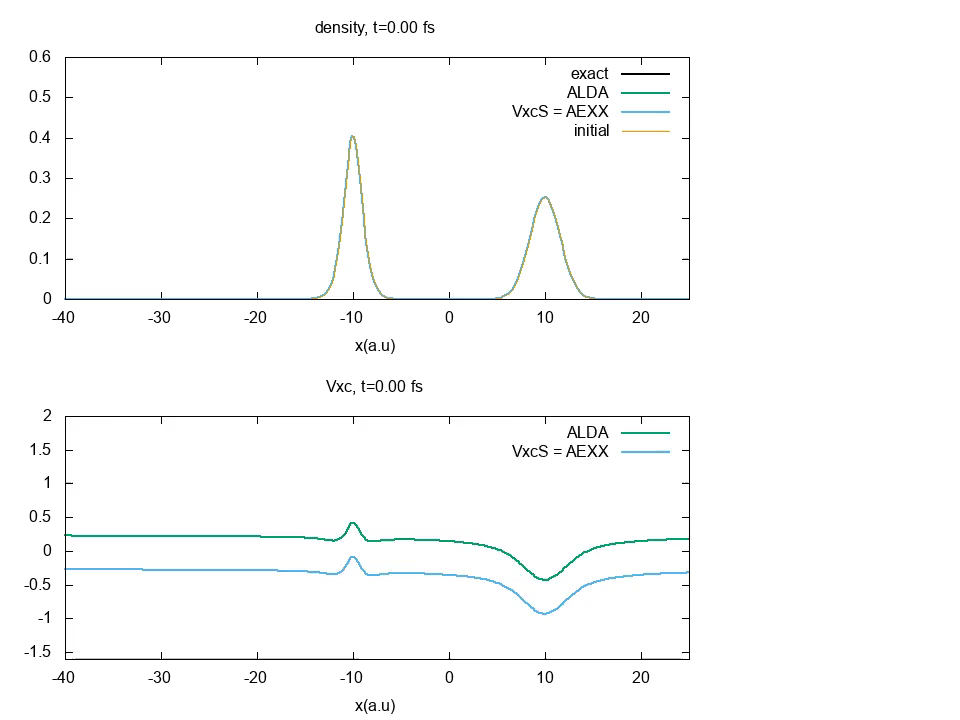 density, t=0.00 fs
0.6
exact
0.5
ALDA
VxcS = AEXX
0.4
initial
0.3
0.2
0.1
0
-40 -30 -20 -10 0 10 20
x(a.u)
Vxc, t=0.00 fs
2
ALDA
1.5
VxcS = AEXX
1
0.5
0
-0.5
-1
-1.5
-40 -30 -20 -10 0 10 20
x(a.u)